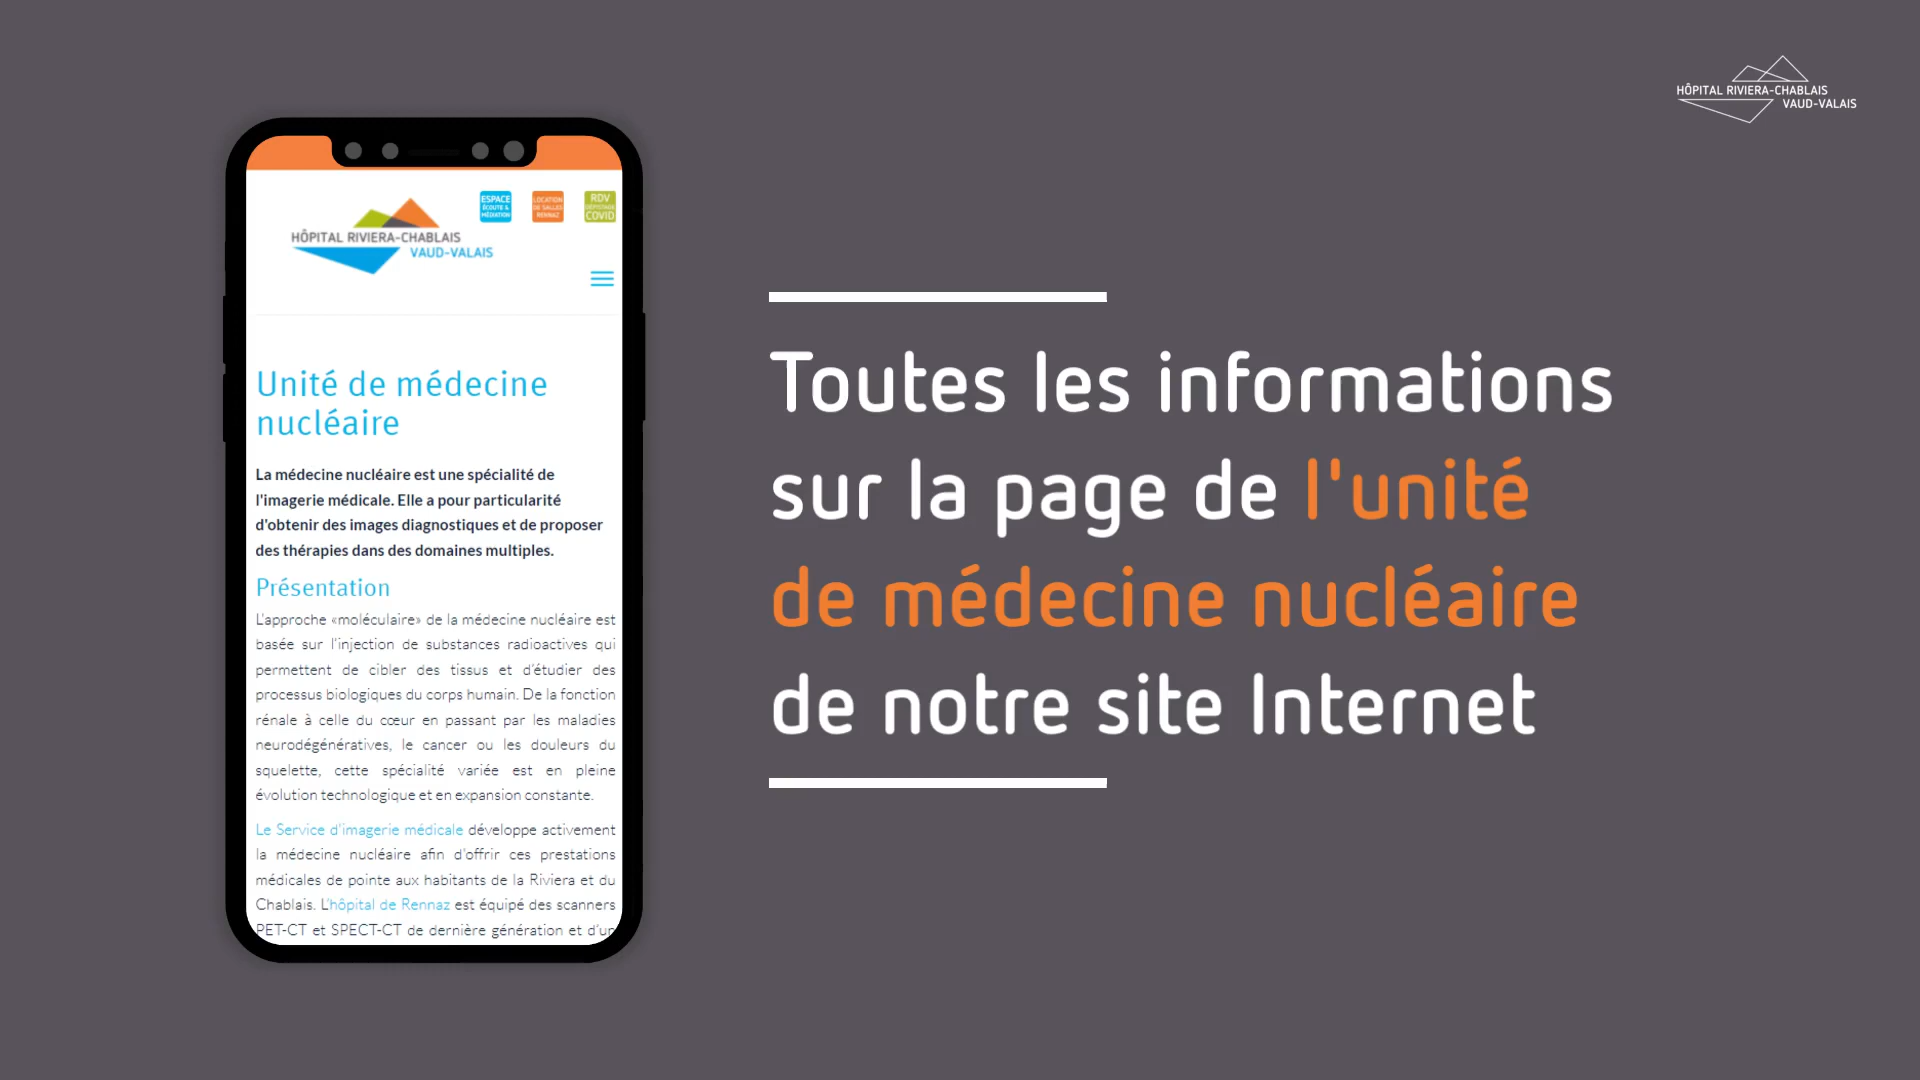 HÔPITAL RIVIERA-CHABLAIS
VAUD-VALAIS
ESPACE
ÉCOUTE &
MÉDIATION
LOCATION
DE SALLES
RENNAZ
RDV
DÉPISTAGE
COVID
HÔPITAL RIVIERA-CHABLAIS
VAUD-VALAIS
Unité de médecine
nucléaire
La médecine nucléaire est une spécialité de
l'imagerie médicale. Elle a pour particularité
d'obtenir des images diagnostiques et de proposer
des thérapies dans des domaines multiples.
Présentation
L'approche «moléculaire» de la médecine nucléaire est
basée sur l'injection de substances radioactives qui
permettent de cibler des tissus et d'étudier des
processus biologiques du corps humain. De la fonction
rénale à celle du cœur en passant par les maladies
neurodégénératives, le cancer ou les douleurs du
squelette, cette spécialité variée est en pleine
évolution technologique et en expansion constante.
Le Service d'imagerie médicale développe activement
la médecine nucléaire afin d'offrir ces prestations
médicales de pointe aux habitants de la Riviera et du
Chablais. L'hôpital de Rennaz est équipé des scanners
PET-CT et SPECT-CT de dernière génération et d'un
Toutes les informations
sur la page de l'unité
de médecine nucléaire
de notre site Internet